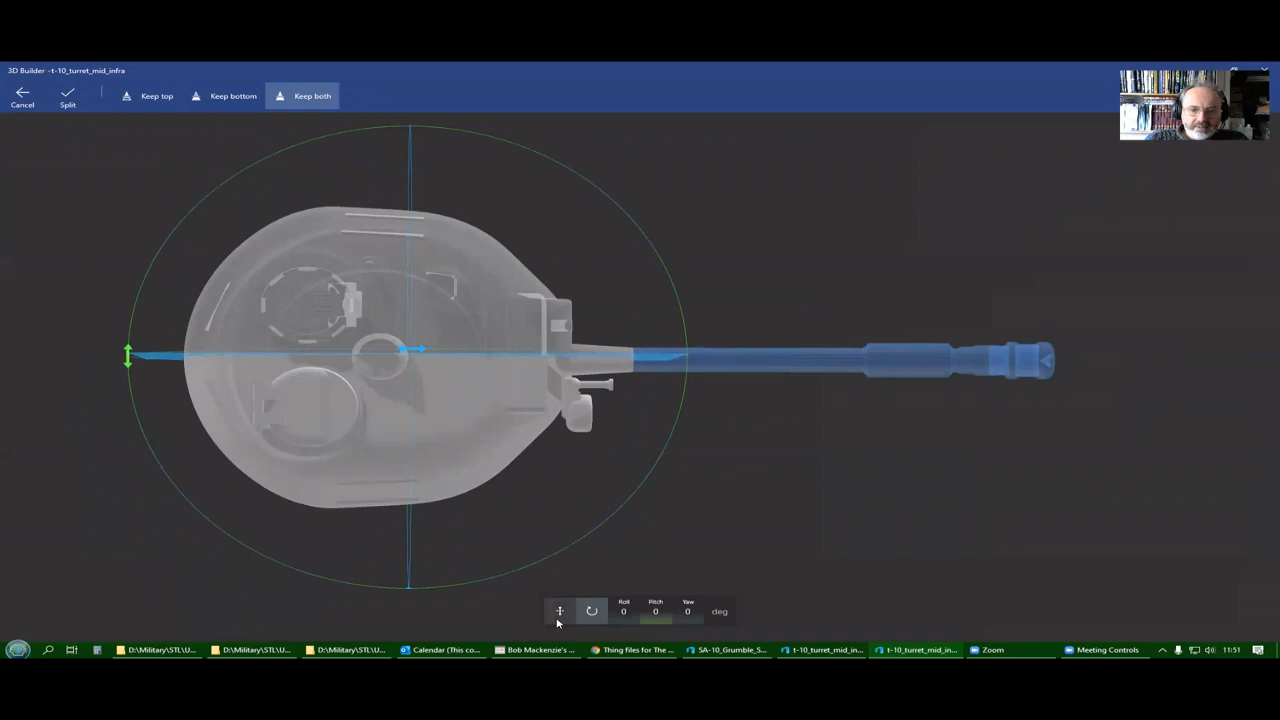 3D Builder -t-10_turret_mid_infra
Cancel
Split
Keep top
Keep bottom
Keep both
Roll
0
Pitch
0
Yaw
0
deg
D:\Military\STL\U...
D:\Military\STL\U...
D:\Military\STL\U...
Calendar (This co...
Bob Mackenzie's ...
Thing files for The ...
SA-10_Grumble_S...
t-10_turret_mid_in...
t-10_turret_mid_in...
Zoom
Meeting Controls
11:51